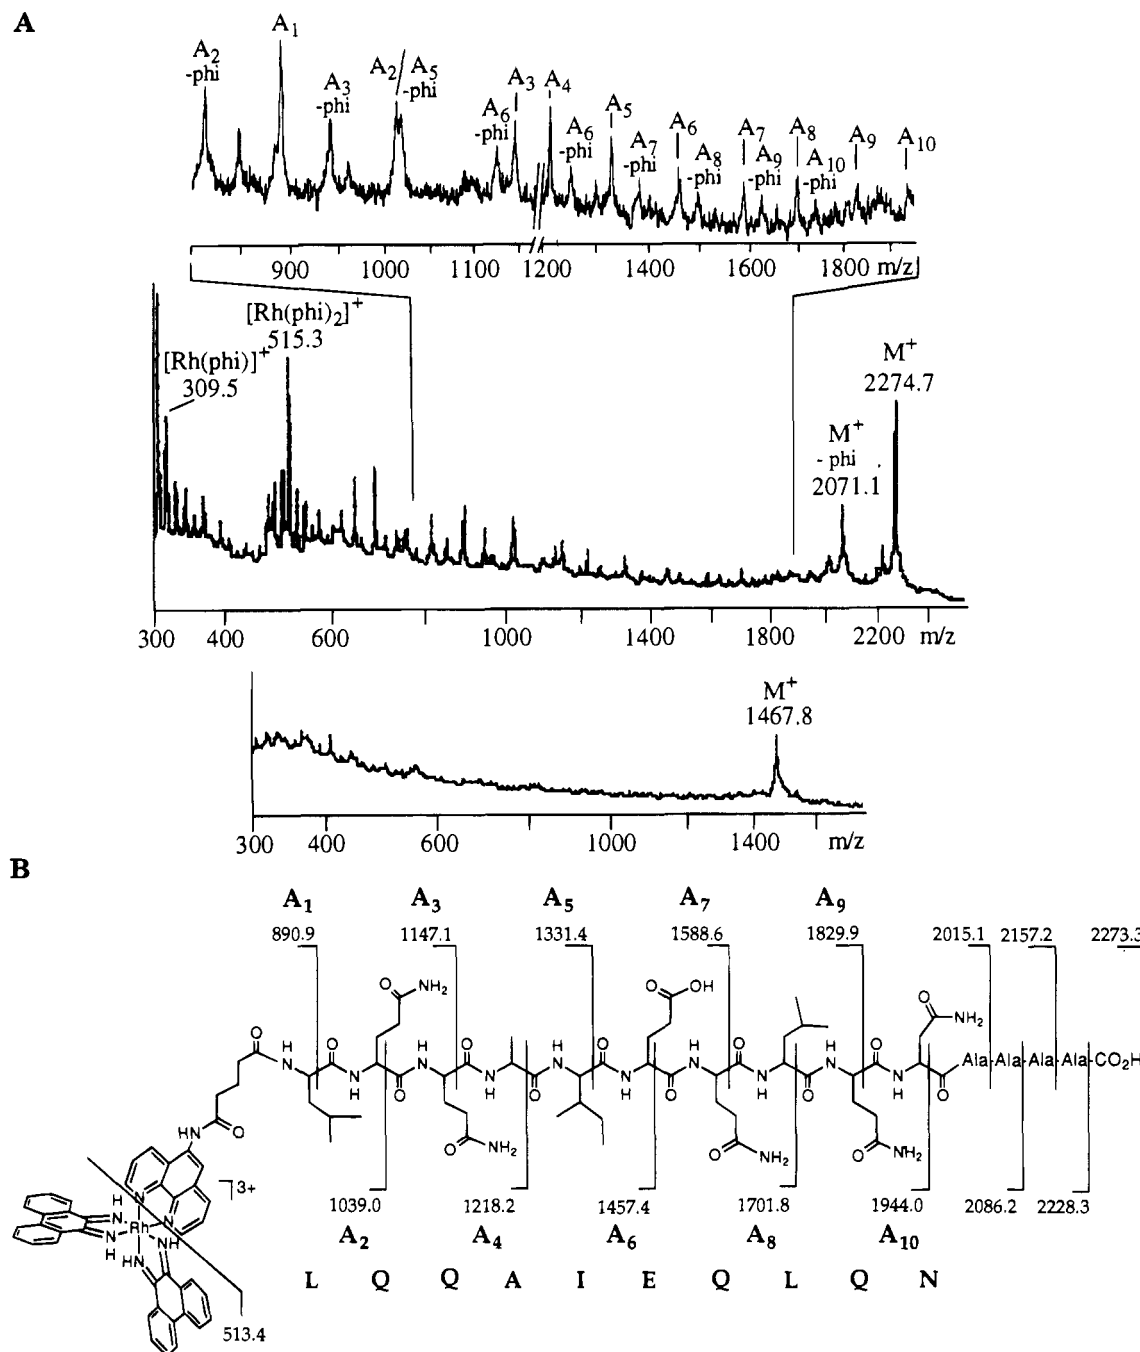 A
A2 -phi
A1
A3 -phi
A2 / A5 -phi
A6 -phi
A3
A4
A6 -phi
A5
A7 -phi
A6
A8 -phi
A7
A9 -phi
A8
A10 -phi
A9
A10
900 1000 1100 1200 1400 1600 1800 m/z
[Rh(phi)]+
309.5
[Rh(phi)2]+
515.3
M+
- phi
2071.1
M+
2274.7
300 400 600 1000 1400 1800 2200 m/z
M+
1467.8
300 400 600 1000 1400 m/z
B
A1 A3 A5 A7 A9
890.9 1147.1 1331.4 1588.6 1829.9 2015.1 2157.2 2273.3
O NH2 O OH O NH2
O H O H O H O H O H O
N N N N N
N N N N N
H O H O H O H O H O
Ala-Ala-Ala-Ala-CO2H
O NH2 O NH2 O NH2
HN O
3+
N N
H N Rh N H
N HN N
H
513.4
1039.0 1218.2 1457.4 1701.8 1944.0 2086.2 2228.3
A2 A4 A6 A8 A10
L Q Q A I E Q L Q N